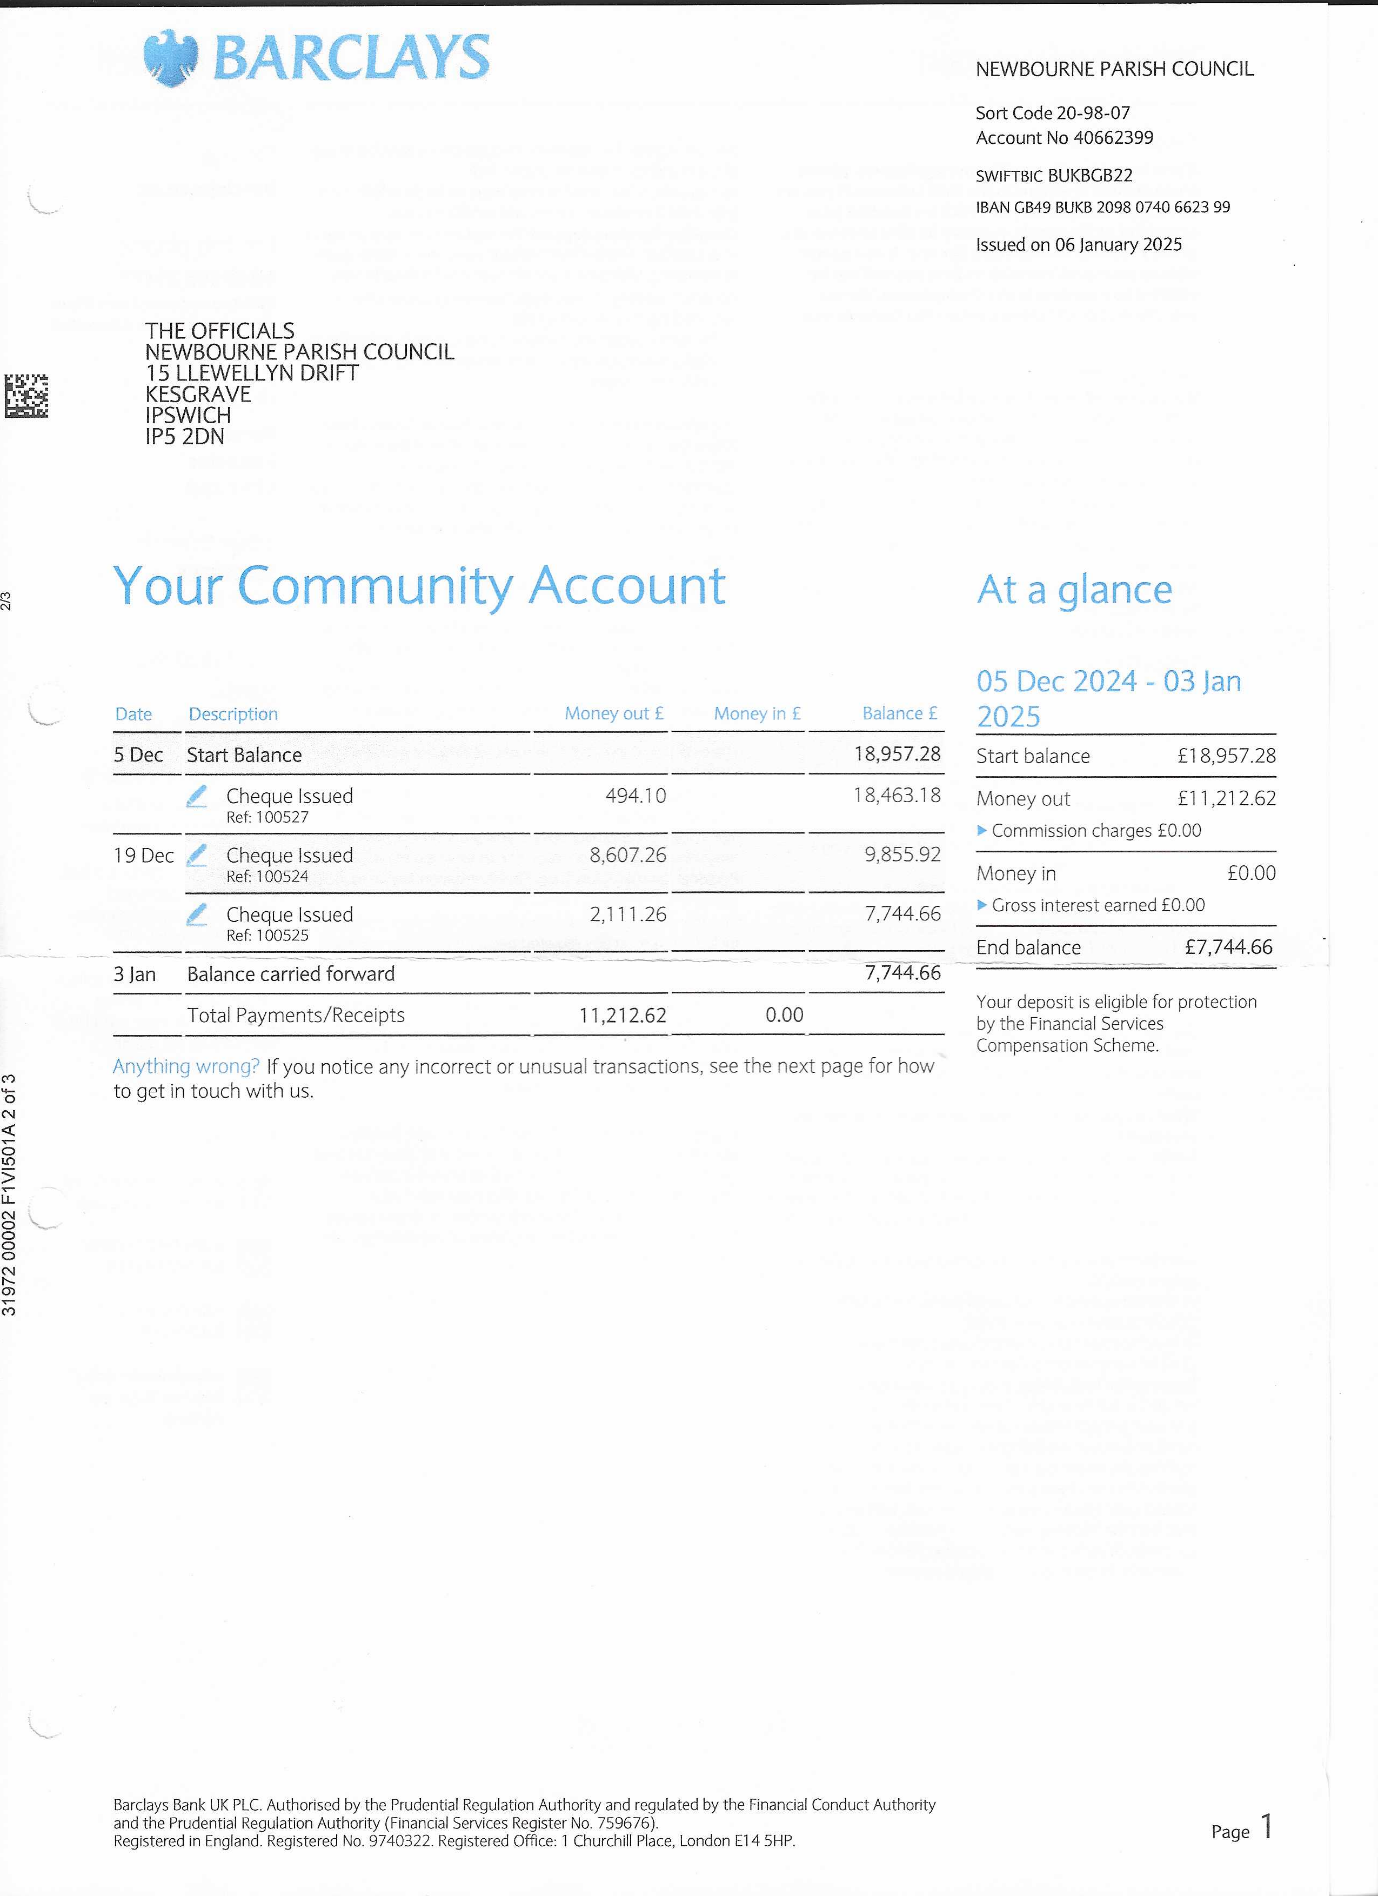 BARCLAYS
NEWBOURNE PARISH COUNCIL
Sort Code 20-98-07
Account No 40662399
SWIFTBIC BUKBGB22
IBAN GB49 BUKB 2098 0740 6623 99
Issued on 06 January 2025
THE OFFICIALS
NEWBOURNE PARISH COUNCIL
15 LLEWELLYN DRIFT
KESGRAVE
IPSWICH
IP5 2DN
2/3
Your Community Account
Date Description Money out £ Money in £ Balance £
5 Dec Start Balance 18,957.28
Cheque Issued 494.10 18,463.18
Ref: 100527
19 Dec Cheque Issued 8,607.26 9,855.92
Ref: 100524
Cheque Issued 2,111.26 7,744.66
Ref: 100525
3 Jan Balance carried forward 7,744.66
Total Payments/Receipts 11,212.62 0.00
Anything wrong? If you notice any incorrect or unusual transactions, see the next page for how
to get in touch with us.
At a glance
05 Dec 2024 - 03 Jan
2025
Start balance £18,957.28
Money out £11,212.62
Commission charges £0.00
Money in £0.00
Gross interest earned £0.00
End balance £7,744.66
Your deposit is eligible for protection
by the Financial Services
Compensation Scheme.
31972 00002 F1VI501A 2 of 3
Barclays Bank UK PLC. Authorised by the Prudential Regulation Authority and regulated by the Financial Conduct Authority
and the Prudential Regulation Authority (Financial Services Register No. 759676).
Registered in England. Registered No. 9740322. Registered Office: 1 Churchill Place, London E14 5HP.
Page 1